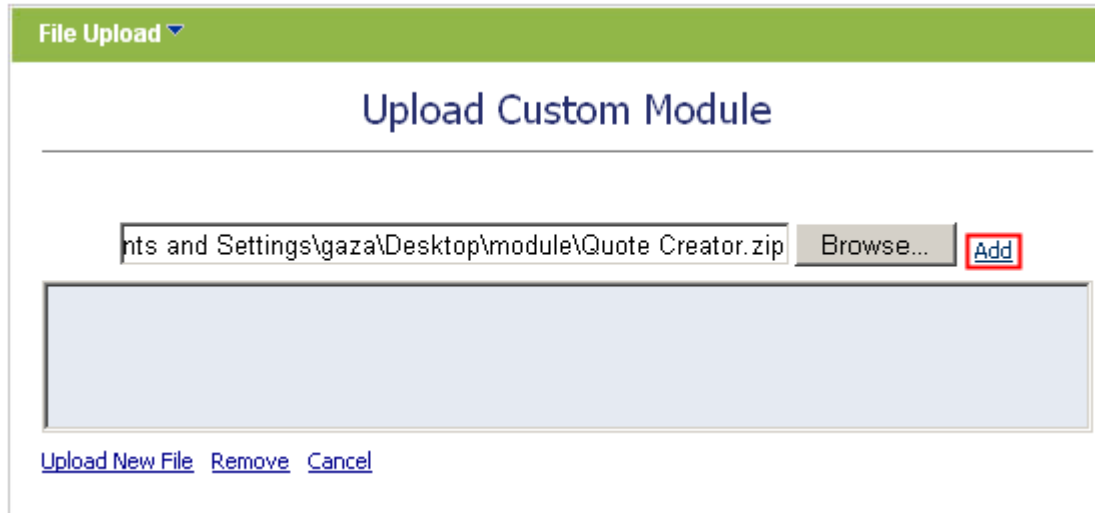 File Upload
Upload Custom Module
nts and Settings\gaza\Desktop\module\Quote Creator.zip Browse... Add
Upload New File Remove Cancel